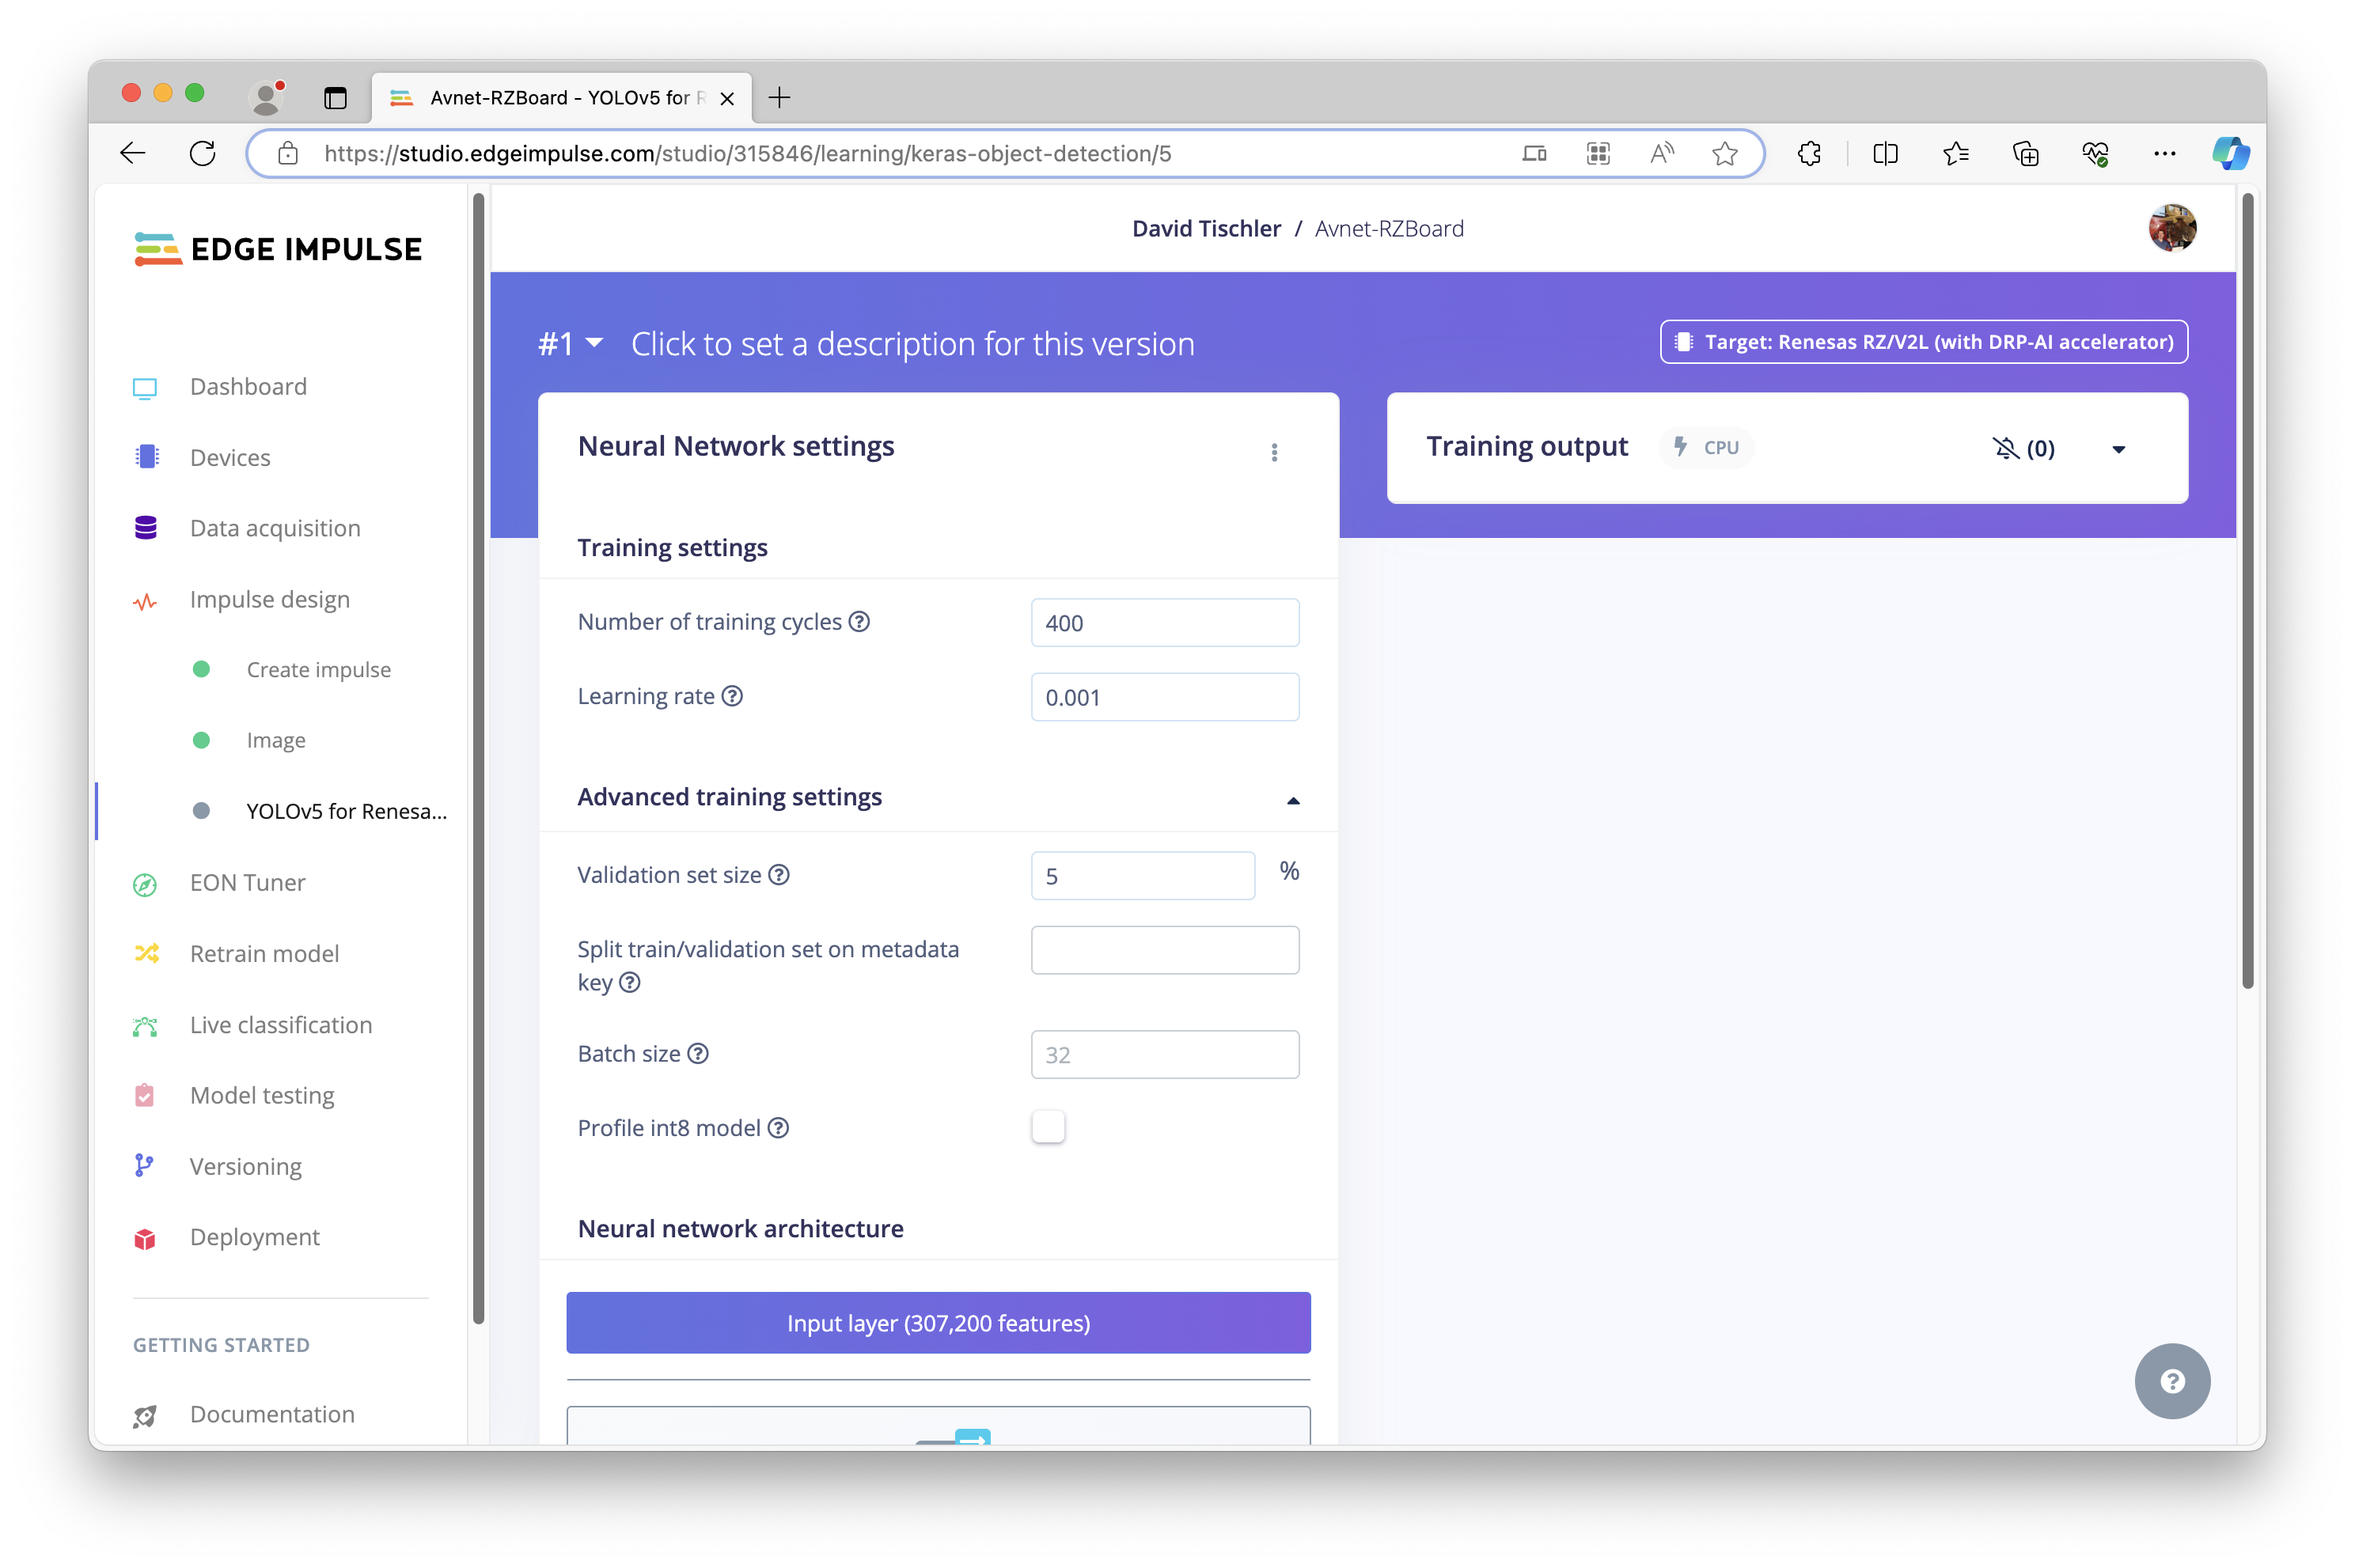 Avnet-RZBoard - YOLOv5 for R
https://studio.edgeimpulse.com/studio/315846/learning/keras-object-detection/5
EDGE IMPULSE
David Tischler / Avnet-RZBoard
#1
Click to set a description for this version
Target: Renesas RZ/V2L (with DRP-AI accelerator)
Dashboard
Devices
Data acquisition
Impulse design
Create impulse
Image
YOLOv5 for Renesa...
EON Tuner
Retrain model
Live classification
Model testing
Versioning
Deployment
GETTING STARTED
Documentation
Neural Network settings
Training settings
Number of training cycles ?
400
Learning rate ?
0.001
Advanced training settings
Validation set size ?
5
%
Split train/validation set on metadata
key ?
Batch size ?
32
Profile int8 model ?
Neural network architecture
Input layer (307,200 features)
Training output
CPU
(0)
?